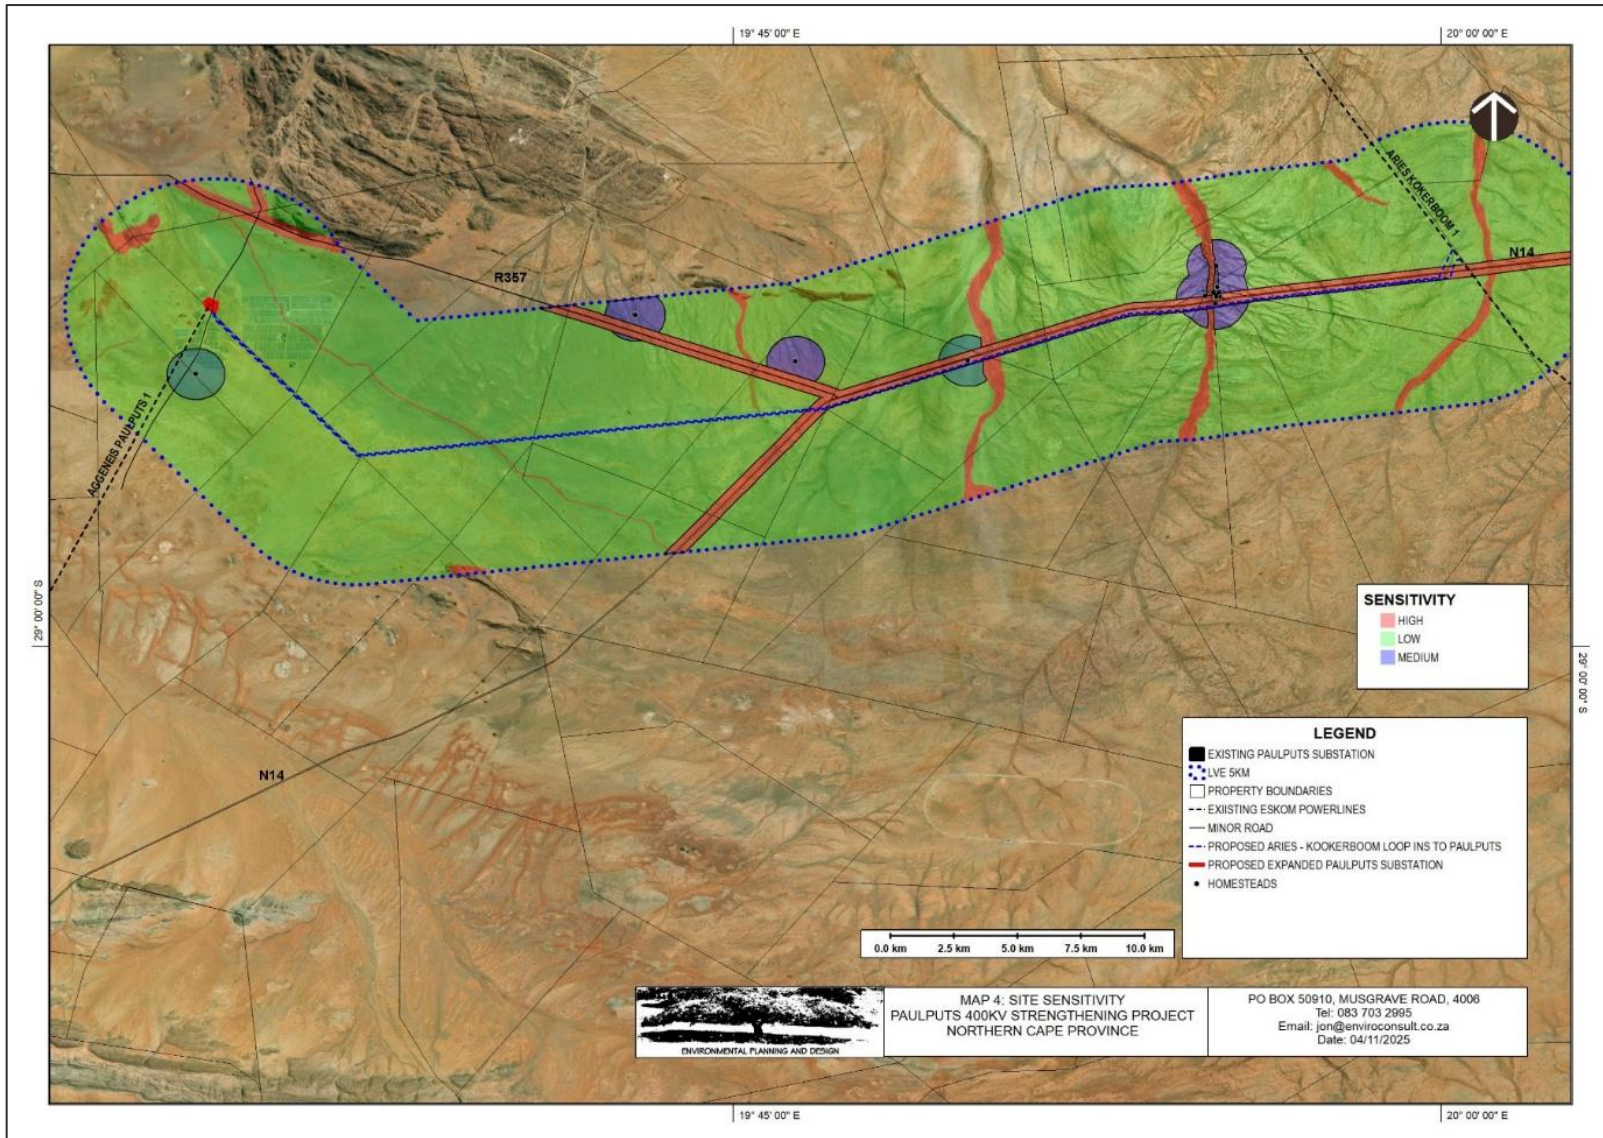 19° 45' 00" E
20° 00' 00" E
ARIES KOKERBOOM 1
N14
R357
AGGENEIS PAULPUTS 1
29° 00' 00" S
29° 00' 00" S
N14
SENSITIVITY
HIGH
LOW
MEDIUM
LEGEND
EXISTING PAULPUTS SUBSTATION
LVE 5KM
PROPERTY BOUNDARIES
EXIISTING ESKOM POWERLINES
MINOR ROAD
PROPOSED ARIES - KOOKERBOOM LOOP INS TO PAULPUTS
PROPOSED EXPANDED PAULPUTS SUBSTATION
HOMESTEADS
0.0 km 2.5 km 5.0 km 7.5 km 10.0 km
ENVIRONMENTAL PLANNING AND DESIGN
MAP 4: SITE SENSITIVITY
PAULPUTS 400KV STRENGTHENING PROJECT
NORTHERN CAPE PROVINCE
PO BOX 50910, MUSGRAVE ROAD, 4006
Tel: 083 703 2995
Email: jon@enviroconsult.co.za
Date: 04/11/2025
19° 45' 00" E
20° 00' 00" E